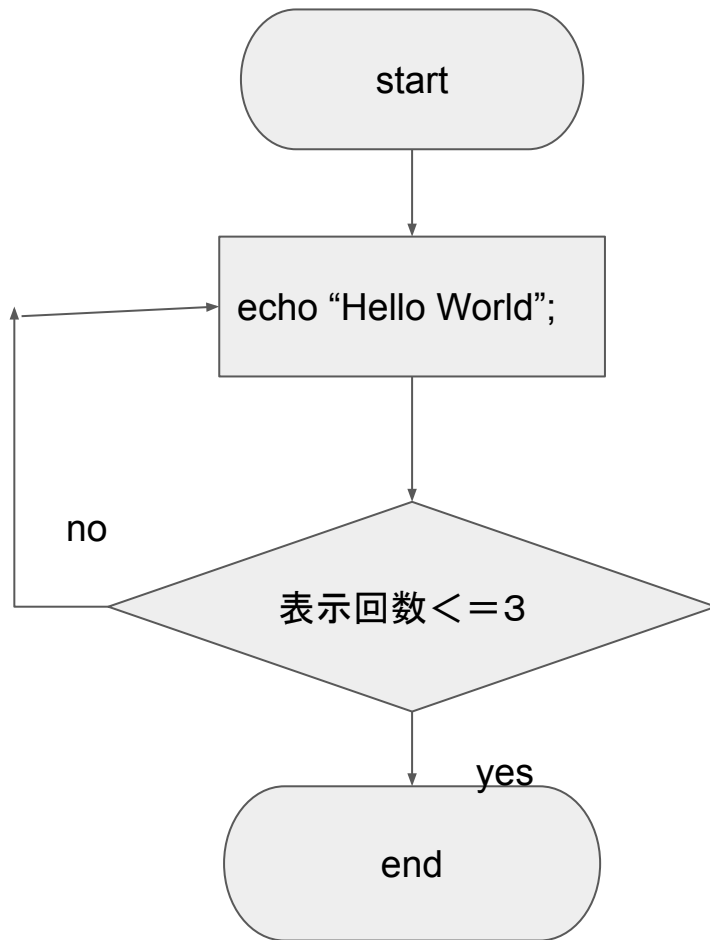 start
echo “Hello World”;
no
表示回数＜＝3
yes
end